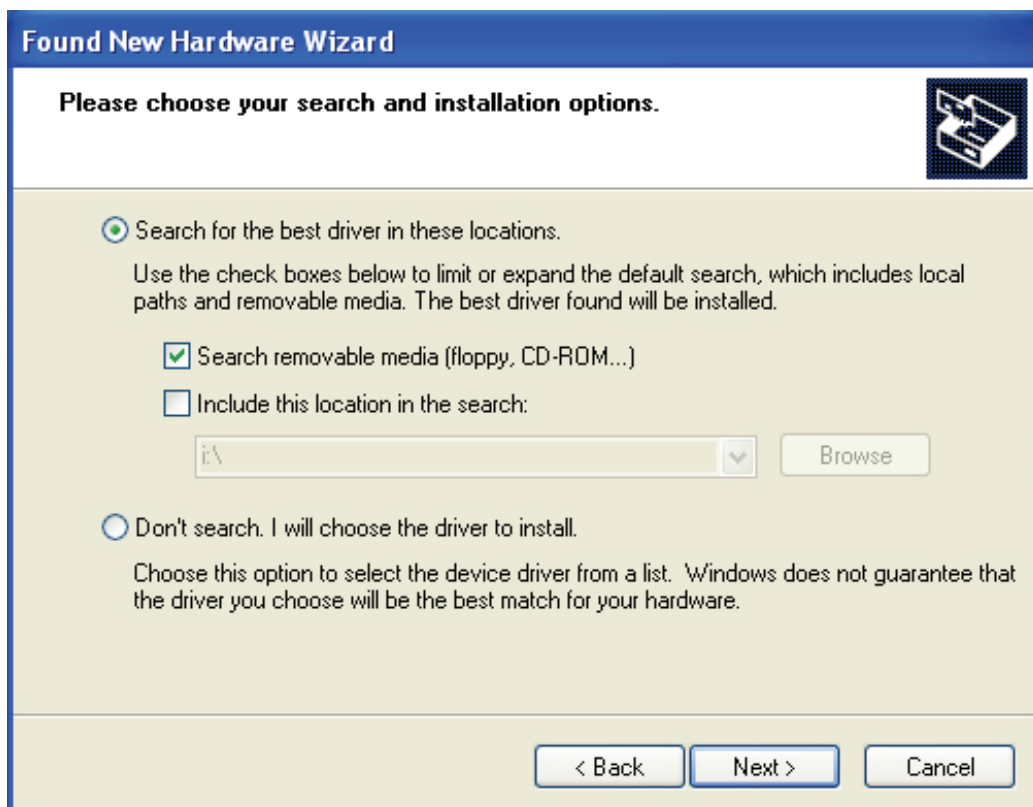 Found New Hardware Wizard
Please choose your search and installation options.
Search for the best driver in these locations.
Use the check boxes below to limit or expand the default search, which includes local
paths and removable media. The best driver found will be installed.
Search removable media (floppy, CD-ROM...)
Include this location in the search:
i:\
Browse
Don't search. I will choose the driver to install.
Choose this option to select the device driver from a list.  Windows does not guarantee that
the driver you choose will be the best match for your hardware.
< Back
Next >
Cancel